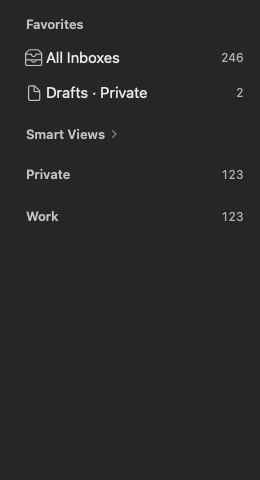 Favorites
All Inboxes 246
Drafts · Private 2
Smart Views
Private 123
Work 123